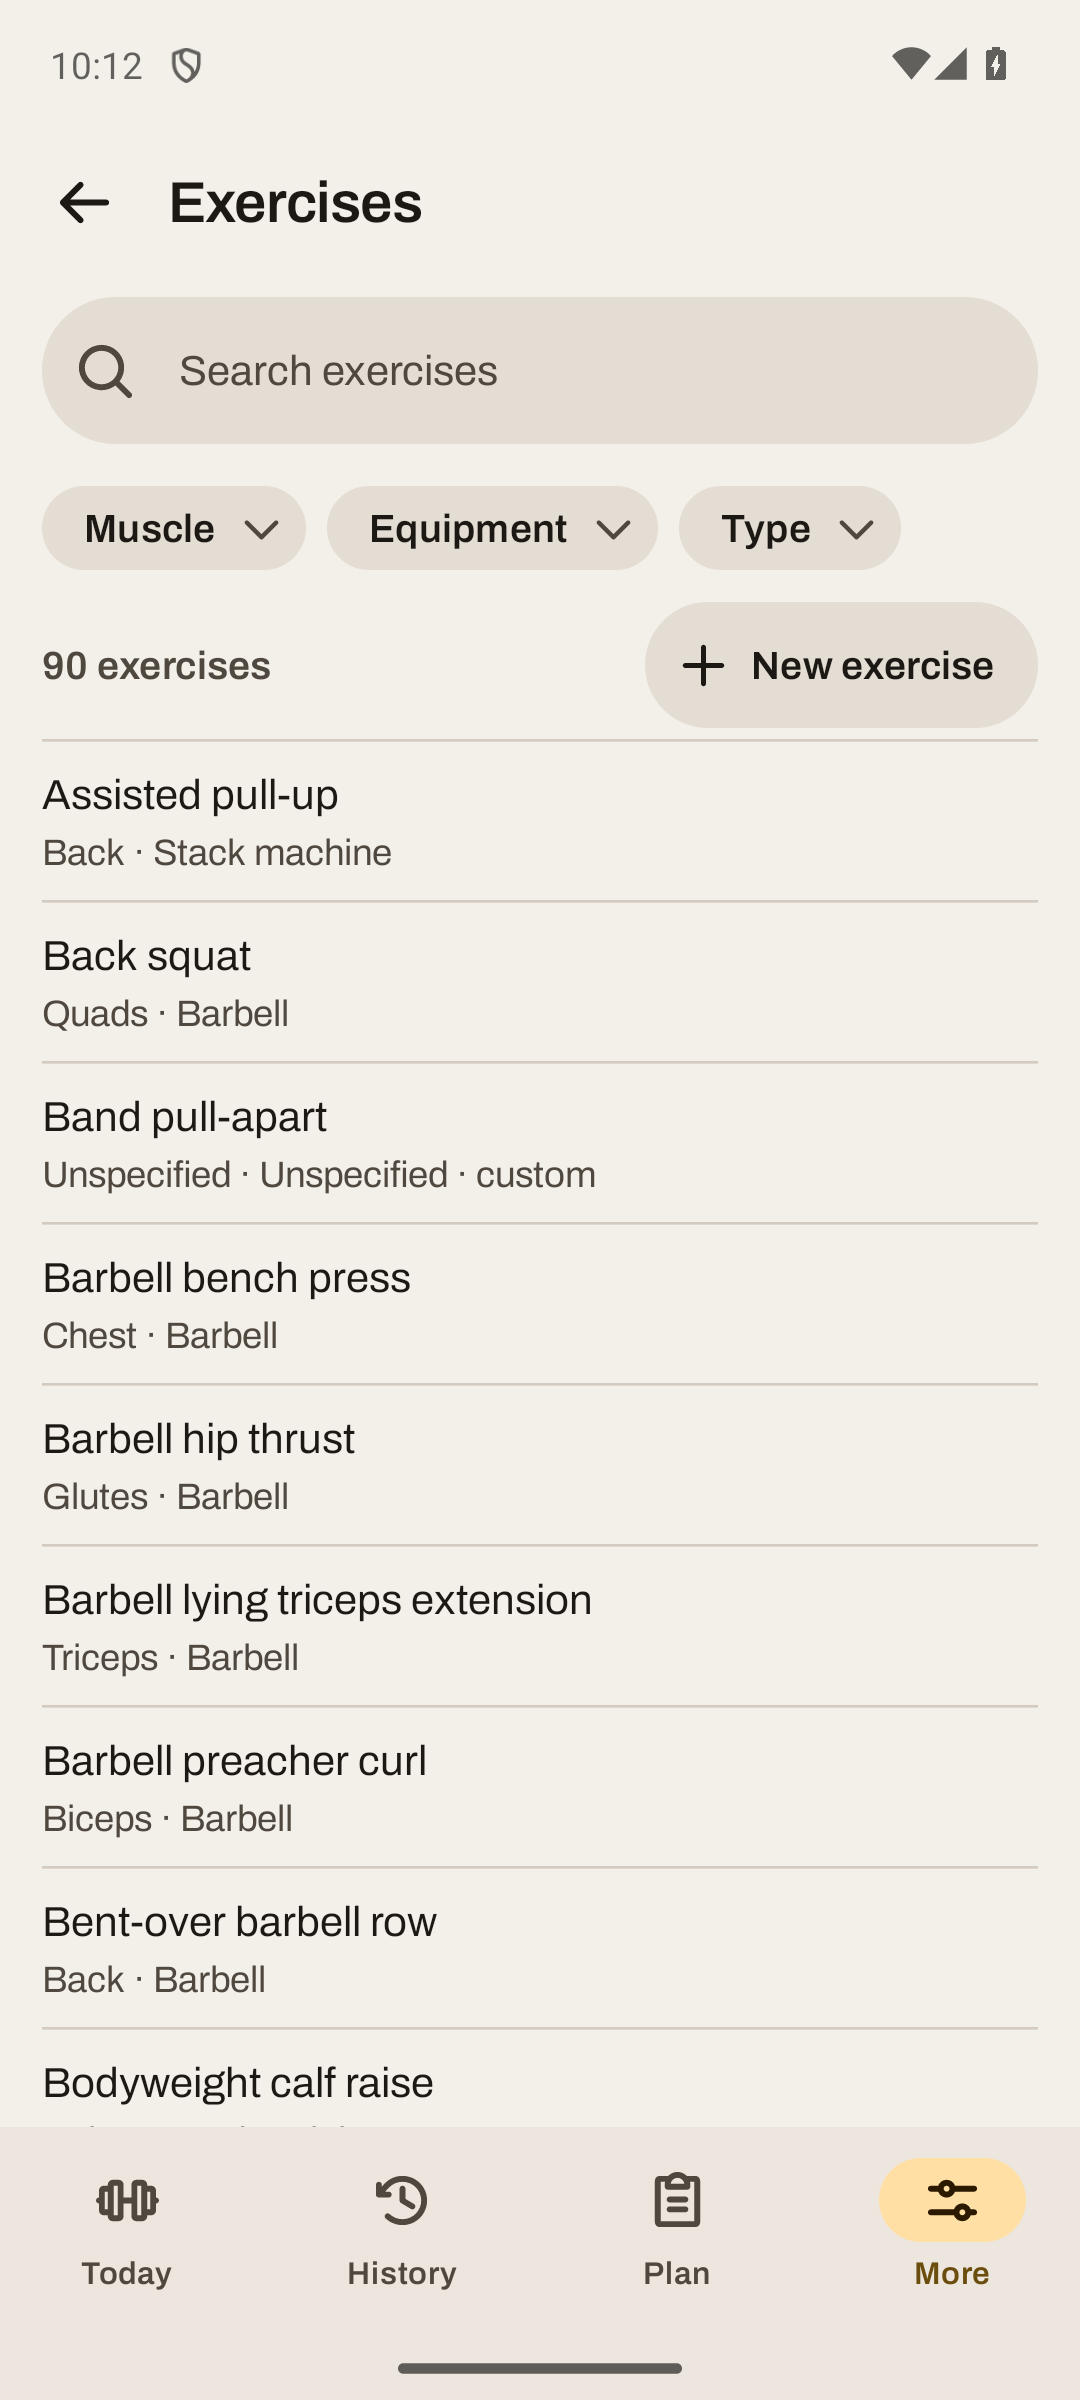 10:12
Exercises
Search exercises
Muscle
Equipment
Type
90 exercises
New exercise
Assisted pull-up
Back · Stack machine
Back squat
Quads · Barbell
Band pull-apart
Unspecified · Unspecified · custom
Barbell bench press
Chest · Barbell
Barbell hip thrust
Glutes · Barbell
Barbell lying triceps extension
Triceps · Barbell
Barbell preacher curl
Biceps · Barbell
Bent-over barbell row
Back · Barbell
Bodyweight calf raise
Today
History
Plan
More